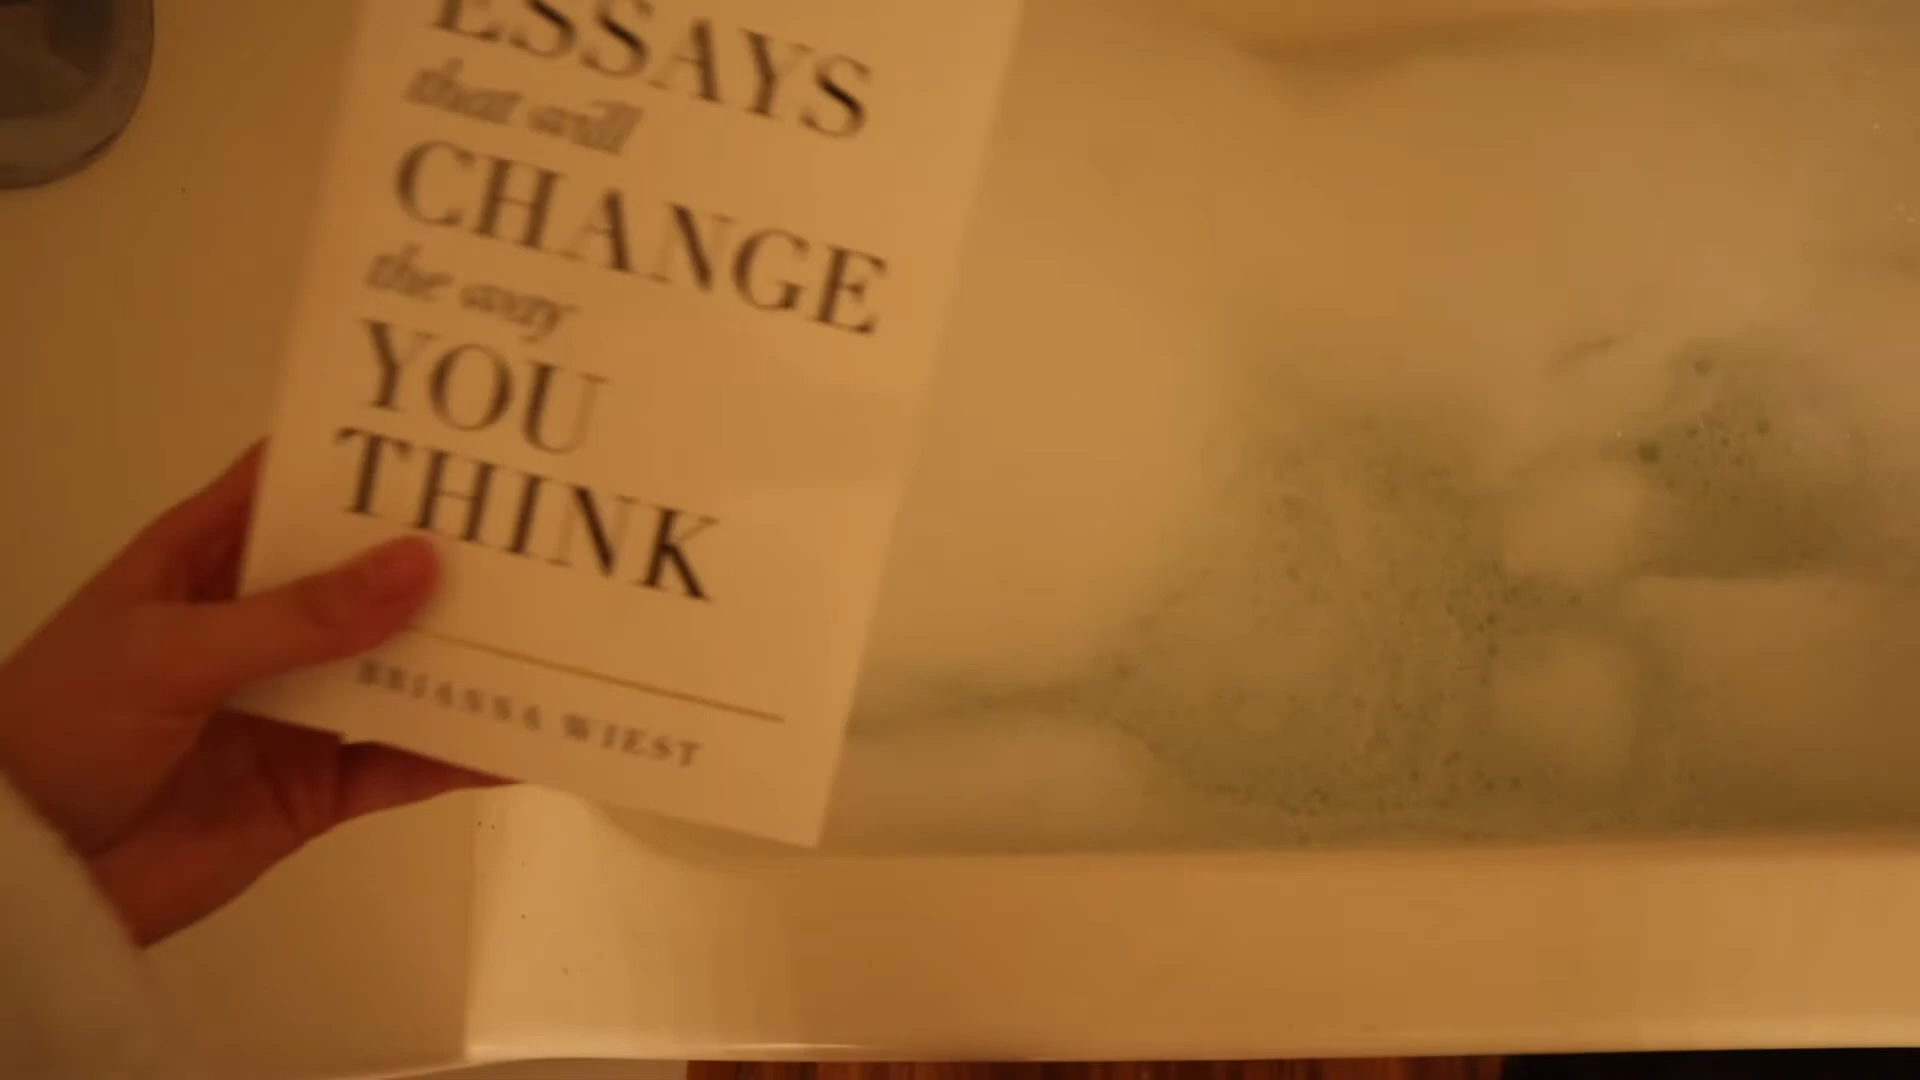 ESSAYS
that will
CHANGE
the way
YOU
THINK
BRIANNA WIEST